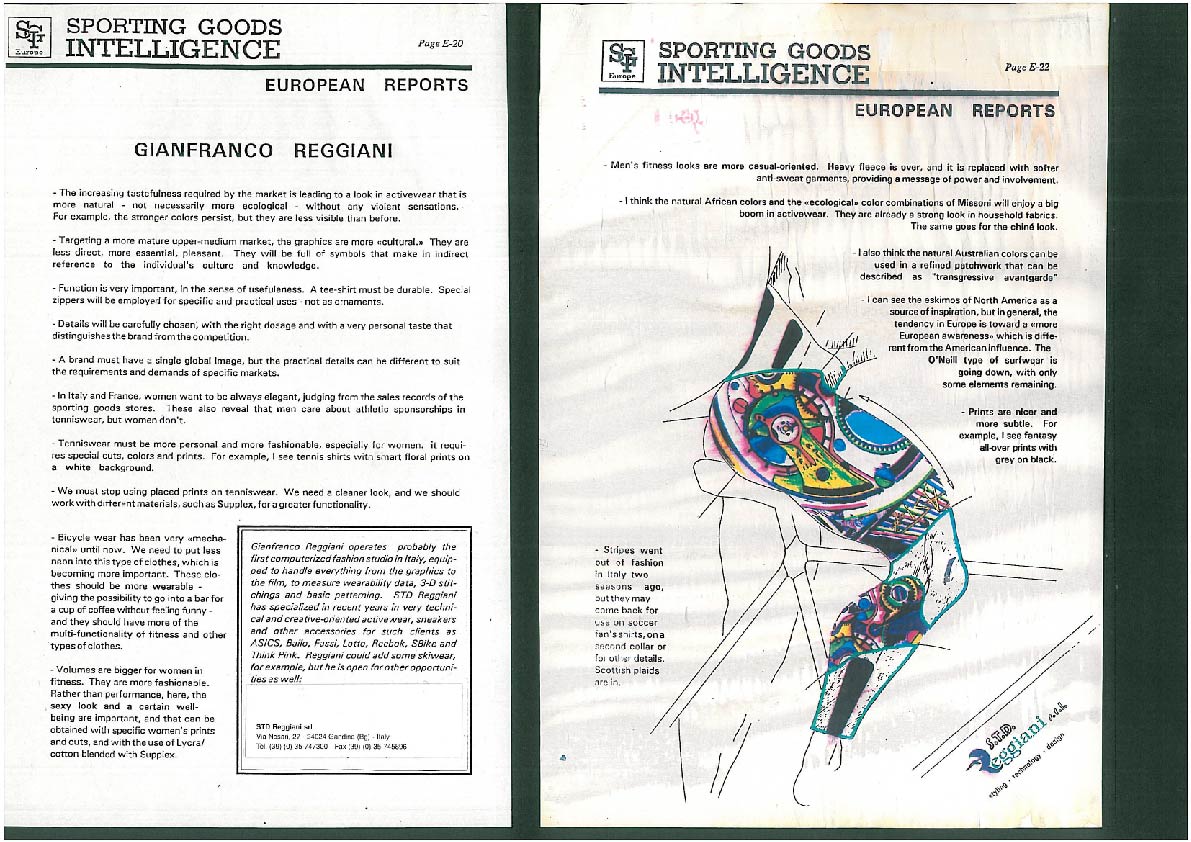 SGI
Europe
SPORTING GOODS
INTELLIGENCE
Page E-20
EUROPEAN REPORTS
GIANFRANCO REGGIANI
- The increasing tastefulness required by the market is leading to a look in activewear that is
more natural - not necessarily more ecological - without any violent sensations.
For example, the stronger colors persist, but they are less visible than before.
- Targeting a more mature upper-medium market, the graphics are more «cultural.» They are
less direct, more essential, pleasant. They will be full of symbols that make in indirect
reference to the individual's culture and knowledge.
- Function is very important, in the sense of usefulness. A tee-shirt must be durable. Special
zippers will be employed for specific and practical uses - not as ornaments.
- Details will be carefully chosen, with the right dosage and with a very personal taste that
distinguishes the brand from the competition.
- A brand must have a single global image, but the practical details can be different to suit
the requirements and demands of specific markets.
- In Italy and France, women want to be always elegant, judging from the sales records of the
sporting goods stores. These also reveal that men care about athletic sponsorships in
tenniswear, but women don't.
- Tenniswear must be more personal and more fashionable, especially for women, it requi-
res special cuts, colors and prints. For example, I see tennis shirts with smart floral prints on
a white background.
- We must stop using placed prints on tenniswear. We need a cleaner look, and we should
work with different materials, such as Supplex, for a greater functionality.
- Bicycle wear has been very «mecha-
nical» until now. We need to put less
neon into this type of clothes, which is
becoming more important. These clo-
thes should be more wearable -
giving the possibility to go into a bar for
a cup of coffee without feeling funny -
and they should have more of the
multi-functionality of fitness and other
types of clothes.
- Volumes are bigger for women in
fitness. They are more fashionable.
Rather than performance, here, the
sexy look and a certain well-
being are important, and that can be
obtained with specific women's prints
and cuts, and with the use of Lycra/
cotton blended with Supplex.
Gianfranco Reggiani operates probably the
first computerized fashion studio in Italy, equip-
ped to handle everything from the graphics to
the film, to measure wearability data, 3-D stit-
chings and basic patterning. STD Reggiani
has specialized in recent years in very techni-
cal and creative-oriented activewear, sneakers
and other accessories for such clients as
ASICS, Bailo, Fassi, Lotto, Reebok, SBike and
Think Pink. Reggiani could add some skiwear,
for example, but he is open for other opportuni-
ties as well:
STD Reggiani srl
Via Nosari, 27 - 24024 Gandino (Bg) - Italy
Tel. (39) (0) 35 747300 - Fax (39) (0) 35
SGI
Europe
SPORTING GOODS
INTELLIGENCE
Page E-22
EUROPEAN REPORTS
- Men's fitness looks are more casual-oriented. Heavy fleece is over, and it is replaced with softer
anti-sweat garments, providing a message of power and involvement.
- I think the natural African colors and the «ecological» color combinations of Missoni will enjoy a big
boom in activewear. They are already a strong look in household fabrics.
The same goes for the chiné look.
- I also think the natural Australian colors can be
used in a refined patchwork that can be
described as "transgressive avantgarde"
- I can see the eskimos of North America as a
source of inspiration, but in general, the
tendency in Europe is toward a «more
European awareness» which is diffe-
rent from the American influence. The
O'Neill type of surfwear is
going down, with only
some elements remaining.
- Prints are nicer and
more subtle. For
example, I see fantasy
all-over prints with
grey on black.
- Stripes went
out of fashion
in Italy two
seasons ago,
but they may
come back for
use on soccer
fan's shirts, on a
second collar or
for other details.
Scottish plaids
are in.
S.T.D.
Reggiani s.r.l.
styling - technology - design